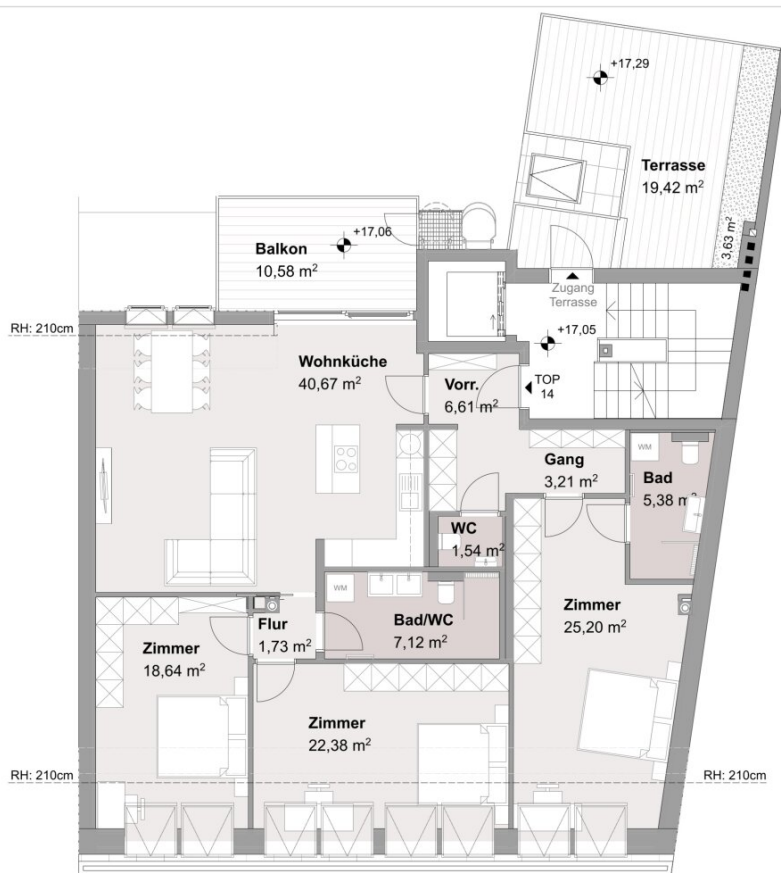 +17,29
Terrasse
19,42 m²
3,63 m²
+17,06
Balkon
10,58 m²
Zugang
Terrasse
+17,05
RH: 210cm
Wohnküche
40,67 m²
Vorr.
6,61 m²
TOP
14
Gang
3,21 m²
WM
Bad
5,38 m²
WC
1,54 m²
Zimmer
25,20 m²
WM
Bad/WC
7,12 m²
Flur
1,73 m²
Zimmer
18,64 m²
Zimmer
22,38 m²
RH: 210cm
RH: 210cm